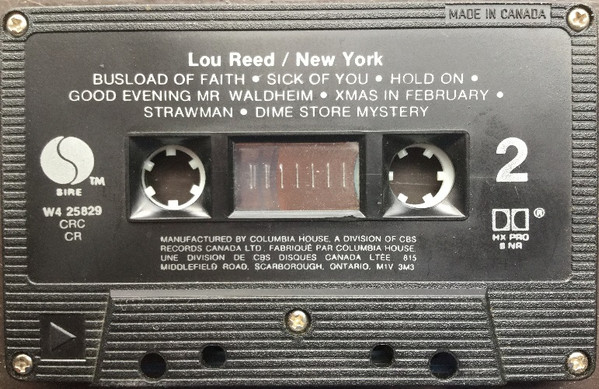 MADE IN CANADA
Lou Reed / New York
BUSLOAD OF FAITH • SICK OF YOU • HOLD ON •
GOOD EVENING MR. WALDHEIM • XMAS IN FEBRUARY •
STRAWMAN • DIME STORE MYSTERY
SIRE TM
W4 25829
CRC
CR
2
HX PRO
B NR
MANUFACTURED BY COLUMBIA HOUSE, A DIVISION OF CBS
RECORDS CANADA LTD. FABRIQUÉ PAR COLUMBIA HOUSE,
UNE DIVISION DE CBS DISQUES CANADA LTÉE 615
MIDDLEFIELD ROAD, SCARBOROUGH, ONTARIO, M1V 3M3